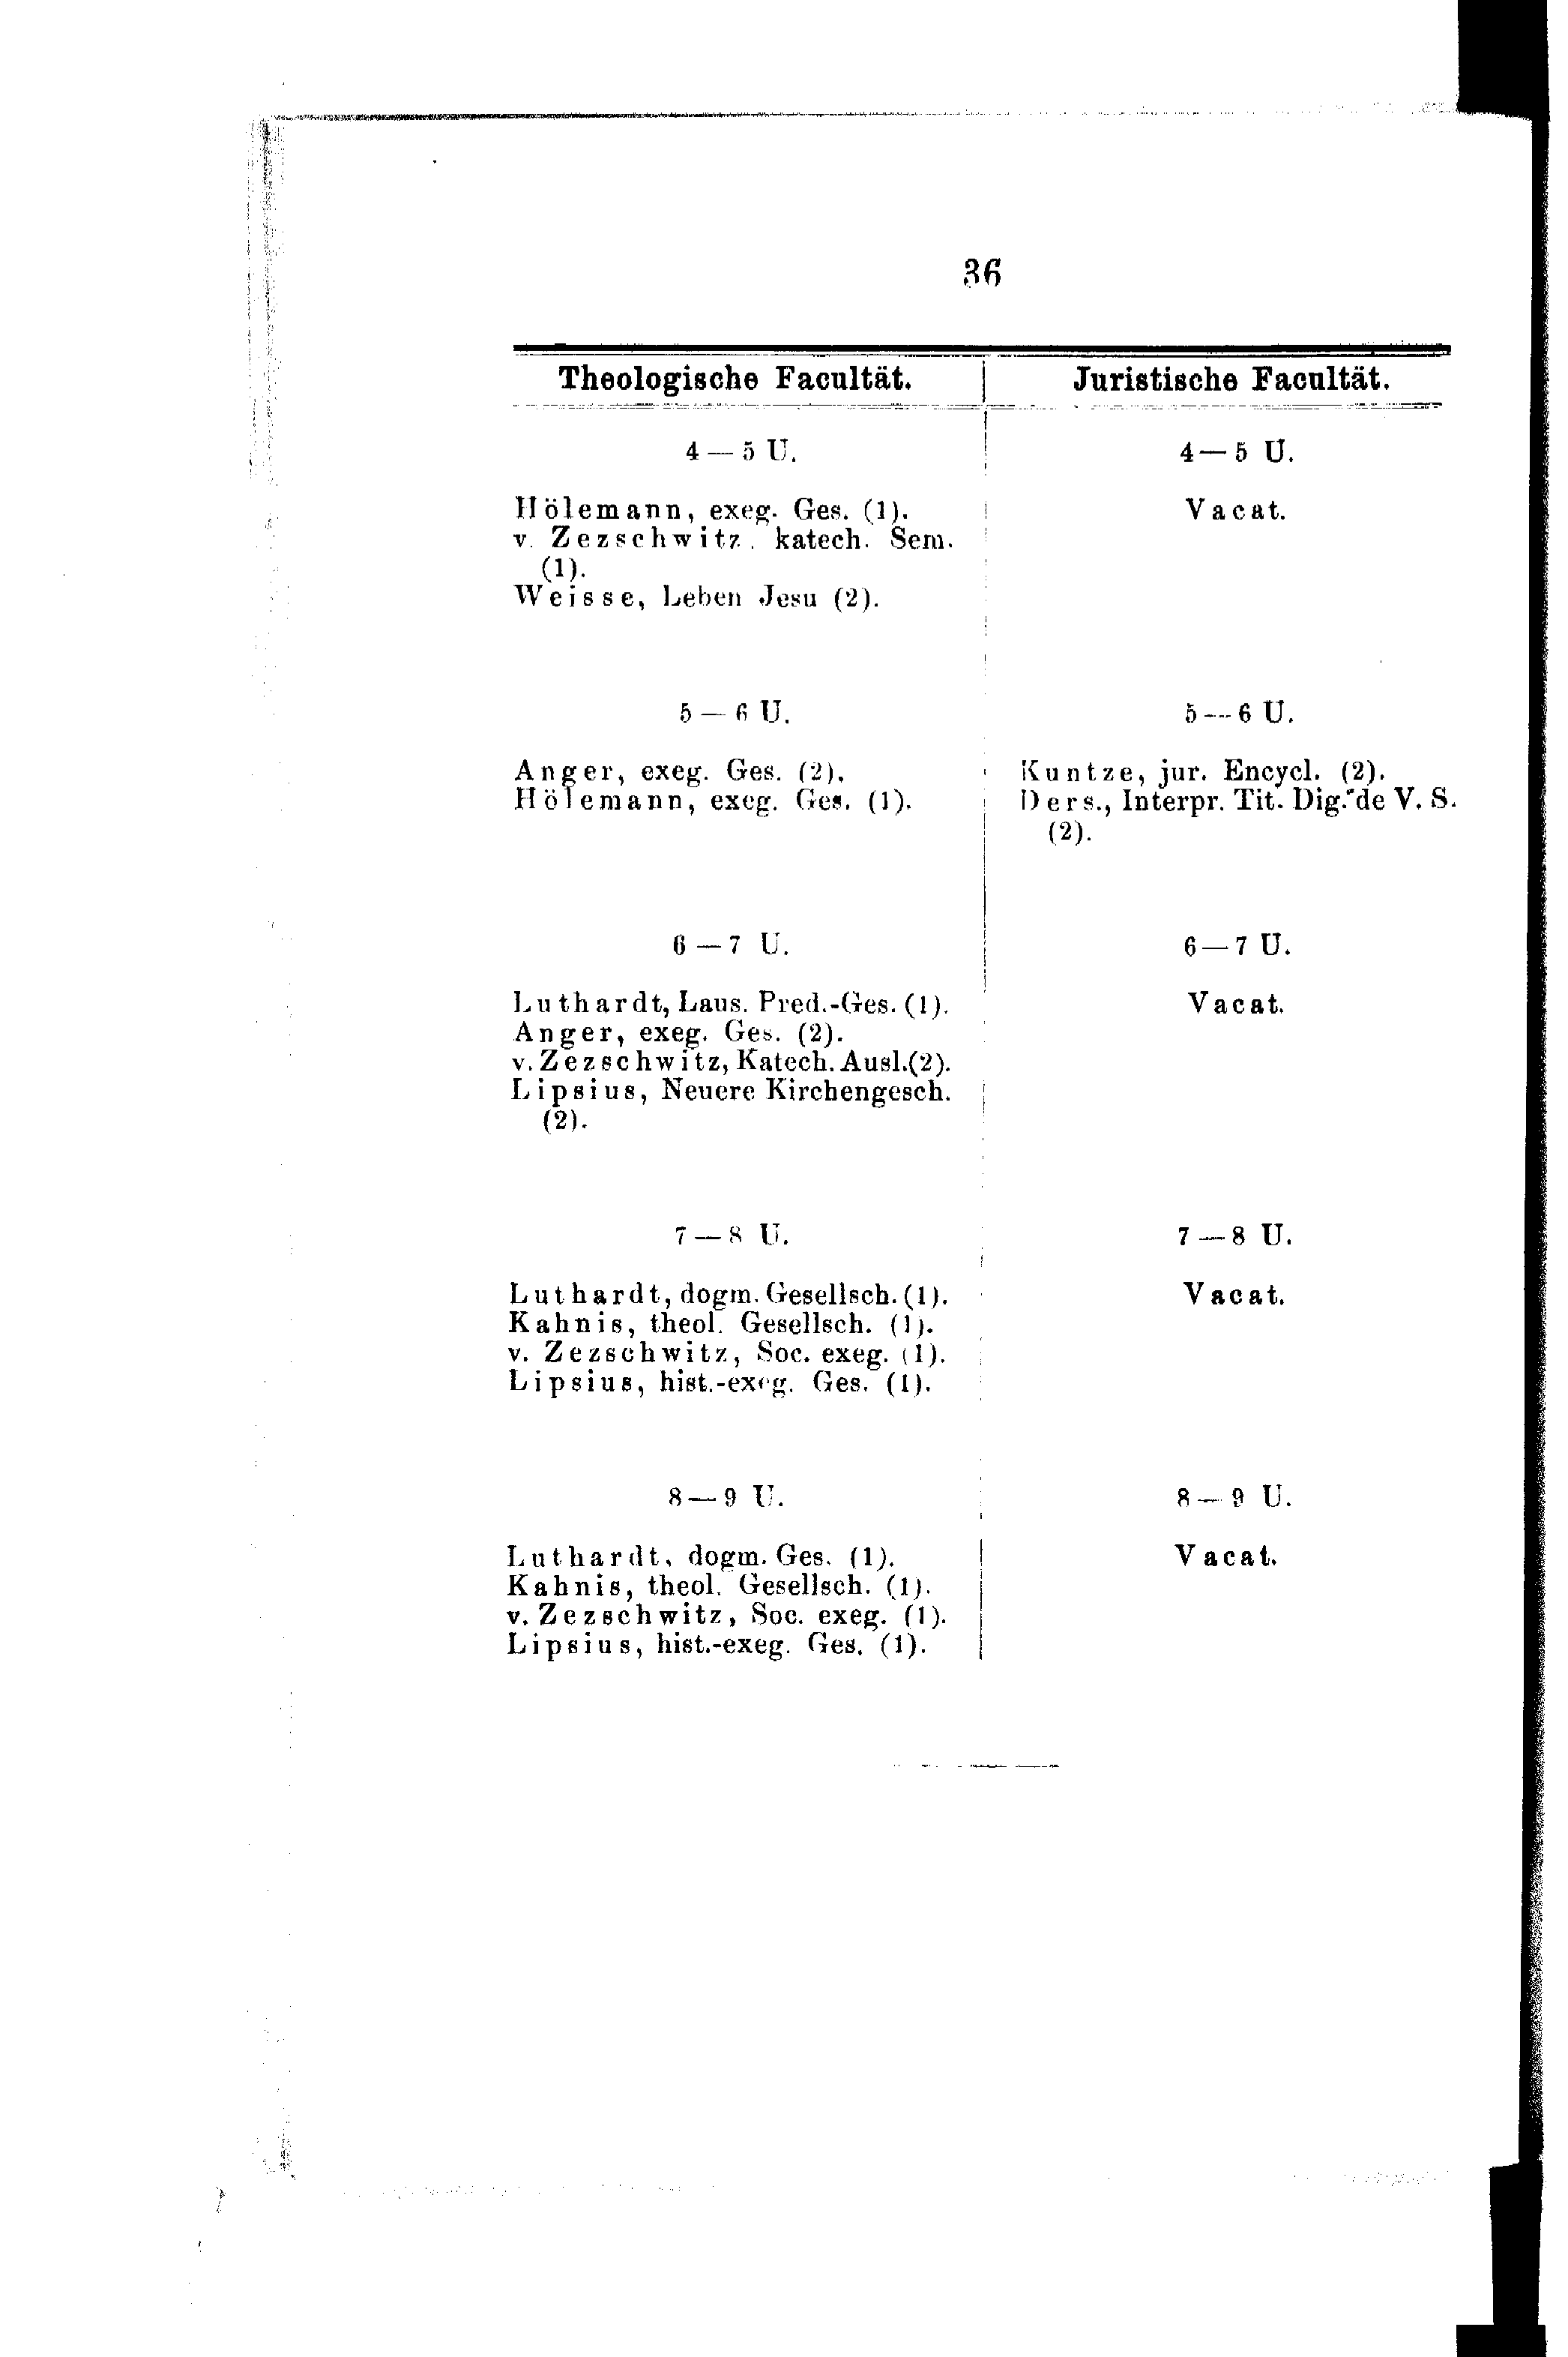 36
Theologische Facultät.
4 — 5 U.
Hölemann, exeg. Ges. (1).
v. Zezschwitz, katech. Sem.
(1).
Weisse, Leben Jesu (2).
5 — 6 U.
Anger, exeg. Ges. (2).
Hölemann, exeg. Ges. (1).
6 — 7 U.
Luthardt, Laus. Pred.-Ges. (1).
Anger, exeg. Ges. (2).
v. Zezschwitz, Katech. Ausl. (2).
Lipsius, Neuere Kirchengesch.
(2).
7 — 8 U.
Luthardt, dogm. Gesellsch. (1).
Kahnis, theol. Gesellsch. (1).
v. Zezschwitz, Soc. exeg. (1).
Lipsius, hist.-exeg. Ges. (1).
8 — 9 U.
Luthardt, dogm. Ges. (1).
Kahnis, theol. Gesellsch. (1).
v. Zezschwitz, Soc. exeg. (1).
Lipsius, hist.-exeg. Ges. (1).
Juristische Facultät.
4 — 5 U.
Vacat.
5 — 6 U.
Kuntze, jur. Encycl. (2).
Ders., Interpr. Tit. Dig. de V. S.
(2).
6 — 7 U.
Vacat.
7 — 8 U.
Vacat.
8 — 9 U.
Vacat.